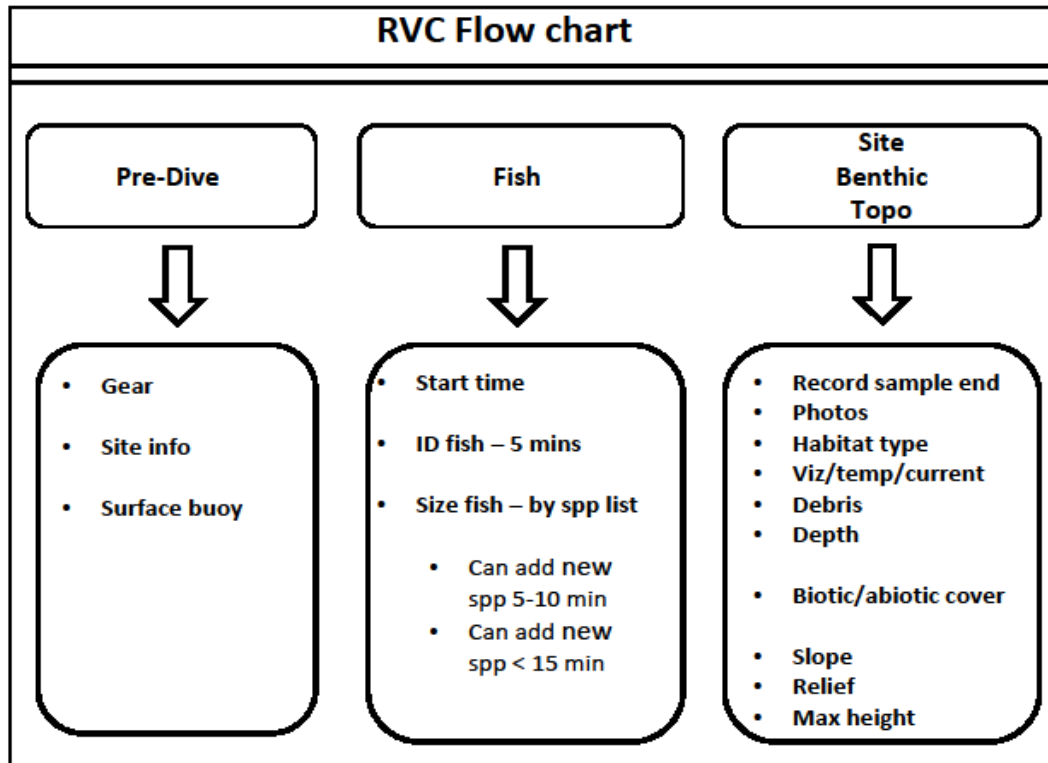 RVC Flow chart
Pre-Dive
Fish
Site
Benthic
Topo
• Gear
• Site info
• Surface buoy
• Start time
• ID fish – 5 mins
• Size fish – by spp list
• Can add new
spp 5-10 min
• Can add new
spp < 15 min
• Record sample end
• Photos
• Habitat type
• Viz/temp/current
• Debris
• Depth
• Biotic/abiotic cover
• Slope
• Relief
• Max height